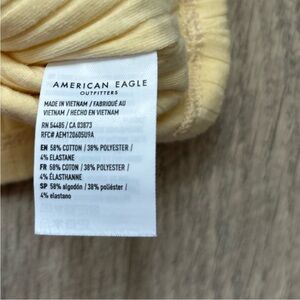 AMERICAN EAGLE
OUTFITTERS
MADE IN VIETNAM / FABRIQUÉ AU
VIETNAM / HECHO EN VIETNAM
RN 54485 / CA 03873
RFC# AEM120605U9A
EN 58% COTTON / 38% POLYESTER /
4% ELASTANE
FR 58% COTON / 38% POLYESTER /
4% ÉLASTHANNE
SP 58% algodón / 38% poliéster /
4% elastano